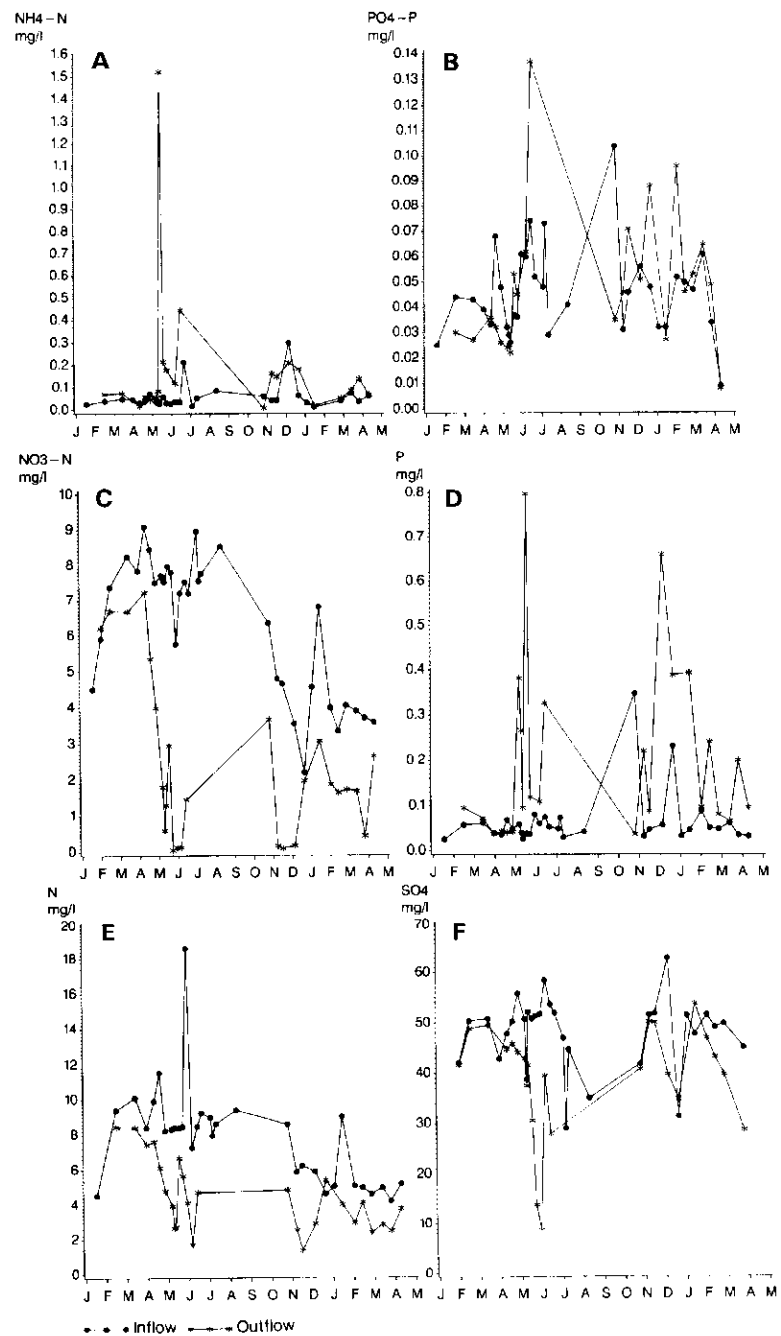 NH4-N
mg/l
A
1.6
1.5
1.4
1.3
1.2
1.1
1.0
0.9
0.8
0.7
0.6
0.5
0.4
0.3
0.2
0.1
0.0
J F M A M J J A S O N D J F M A M
PO4-P
mg/l
B
0.14
0.13
0.12
0.11
0.10
0.09
0.08
0.07
0.06
0.05
0.04
0.03
0.02
0.01
0.00
J F M A M J J A S O N D J F M A M
NO3-N
mg/l
C
10
9
8
7
6
5
4
3
2
1
0
J F M A M J J A S O N D J F M A M
P
mg/l
D
0.8
0.7
0.6
0.5
0.4
0.3
0.2
0.1
0.0
J F M A M J J A S O N D J F M A M
N
mg/l
E
20
18
16
14
12
10
8
6
4
2
0
J F M A M J J A S O N D J F M A M
SO4
mg/l
F
70
60
50
40
30
20
10
0
J F M A M J J A S O N D J F M A M
Inflow
Outflow